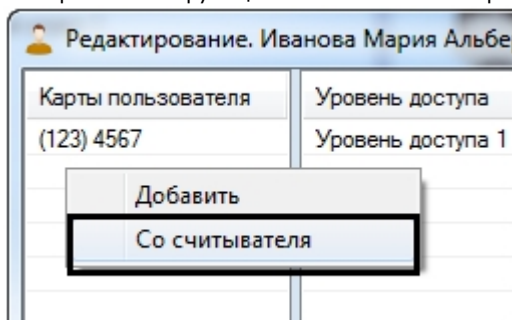 Редактирование. Иванова Мария Альбе
Карты пользователя Уровень доступа
(123) 4567 Уровень доступа 1
Добавить
Со считывателя